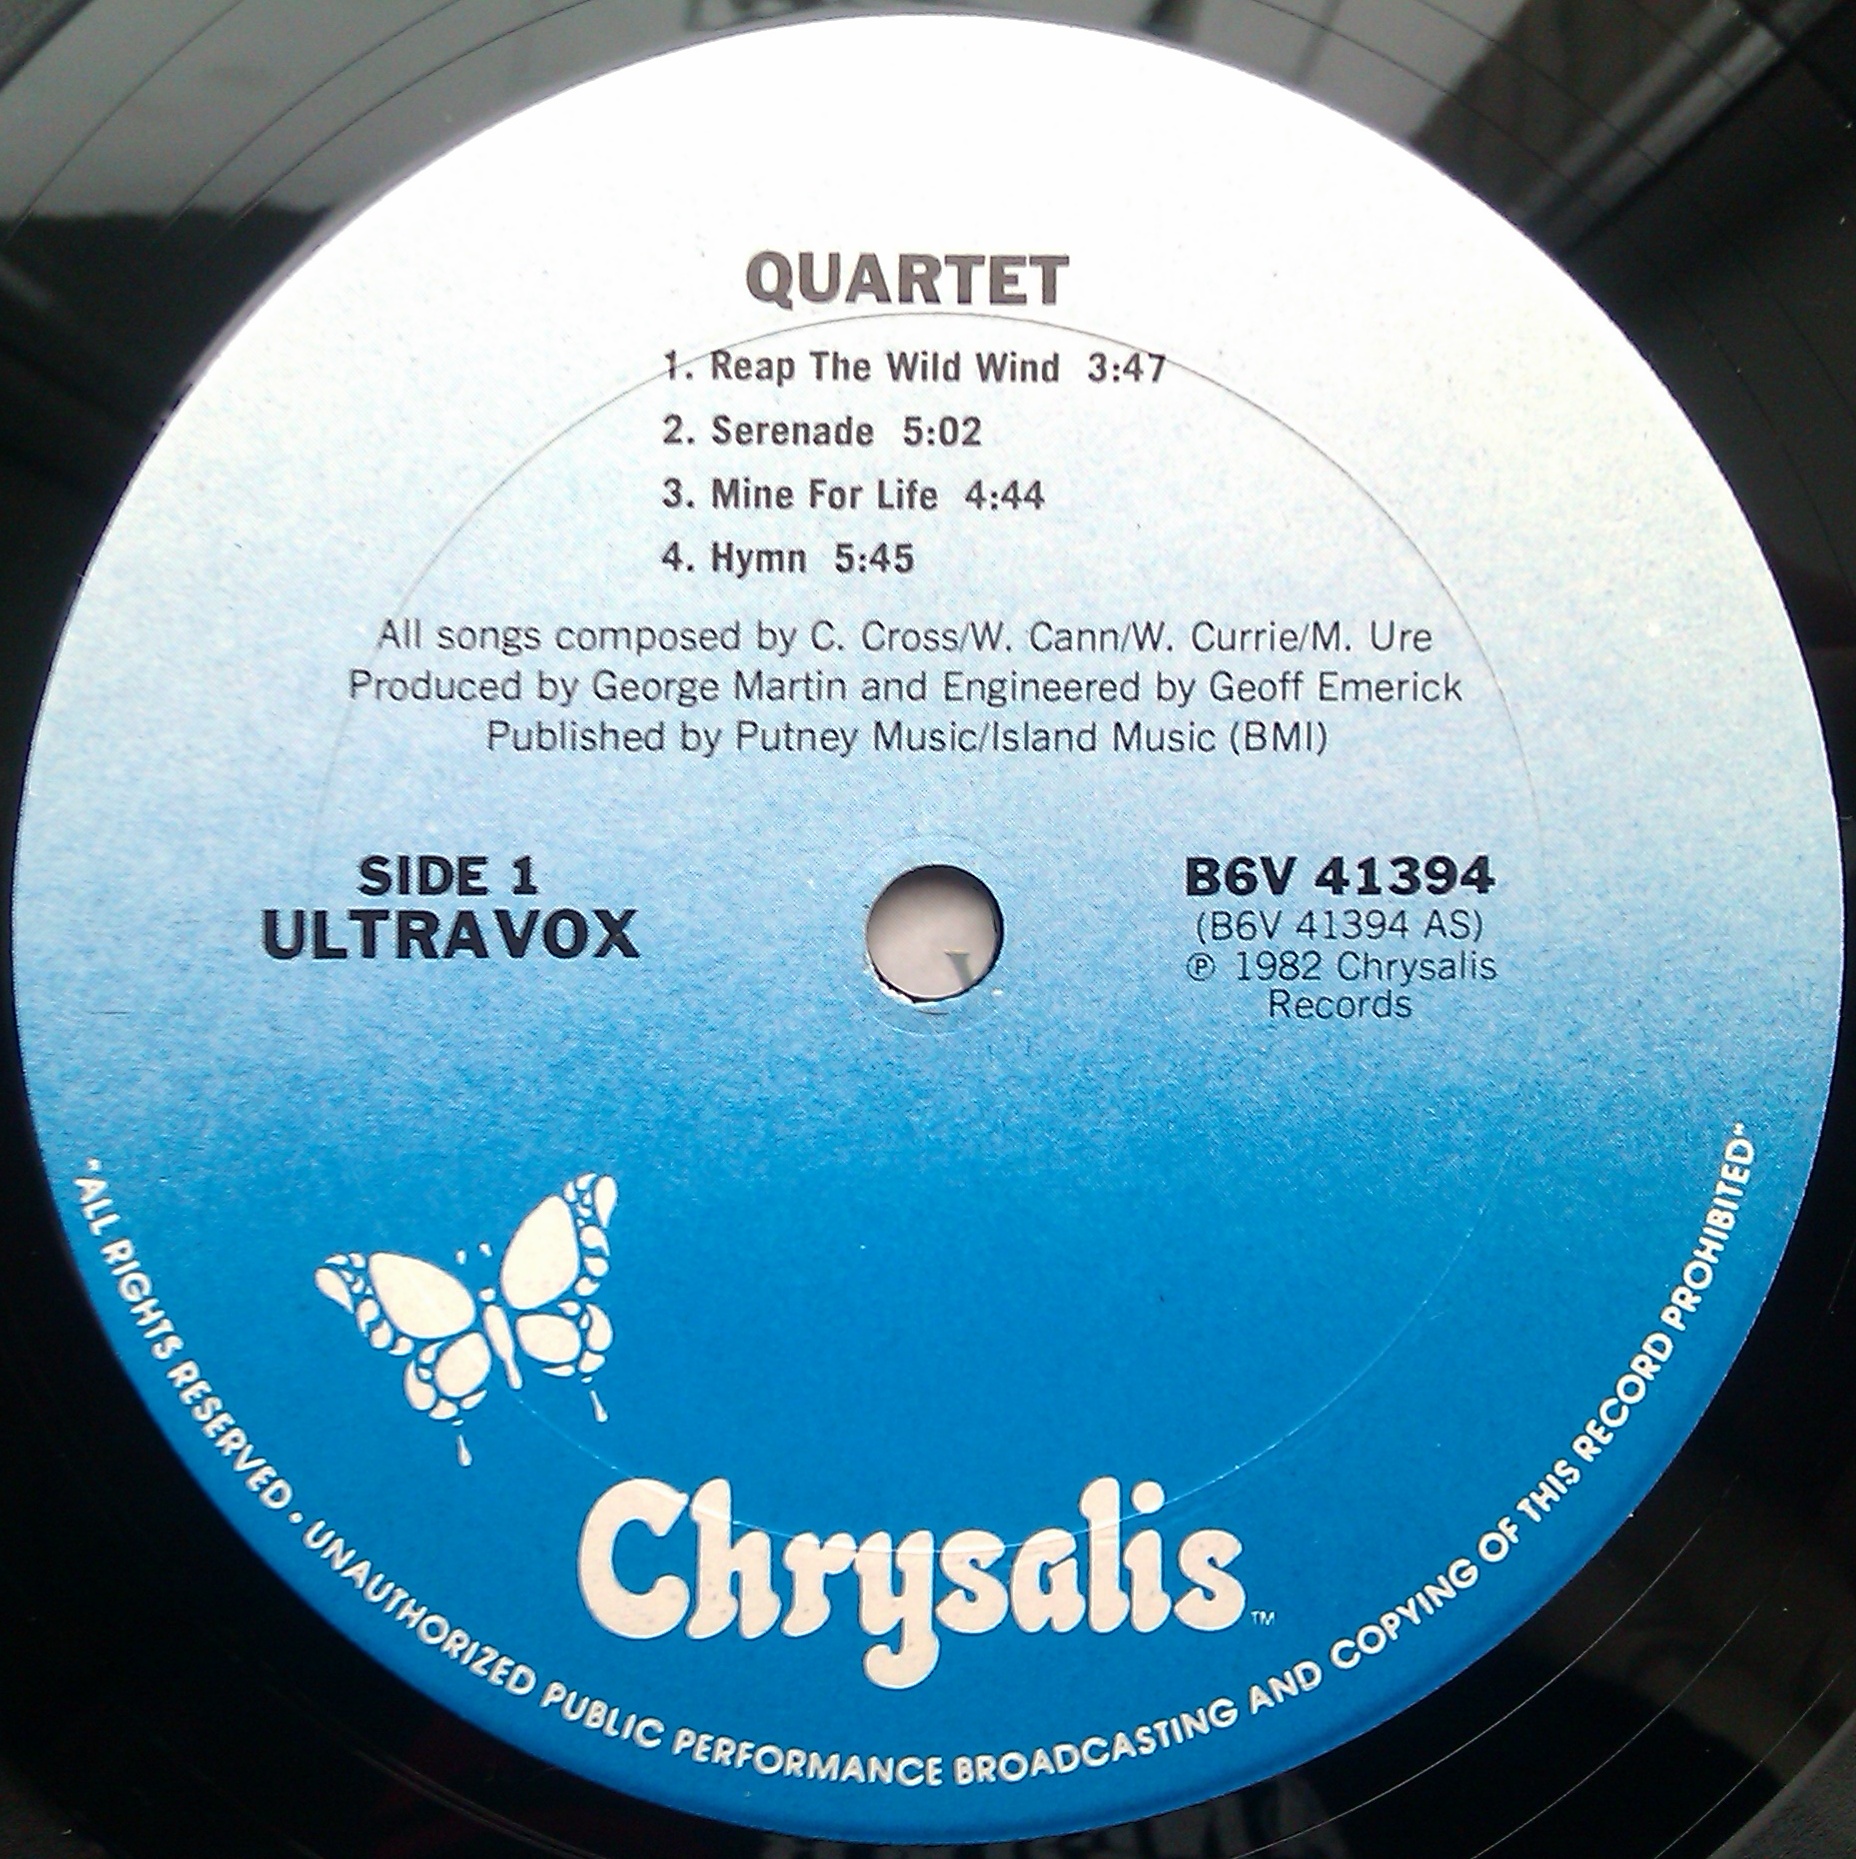 QUARTET
1. Reap The Wild Wind 3:47
2. Serenade 5:02
3. Mine For Life 4:44
4. Hymn 5:45
All songs composed by C. Cross/W. Cann/W. Currie/M. Ure
Produced by George Martin and Engineered by Geoff Emerick
Published by Putney Music/Island Music (BMI)
SIDE 1
ULTRAVOX
B6V 41394
(B6V 41394 AS)
℗ 1982 Chrysalis
Records
Chrysalis™
"ALL RIGHTS RESERVED • UNAUTHORIZED PUBLIC PERFORMANCE BROADCASTING AND COPYING OF THIS RECORD PROHIBITED"